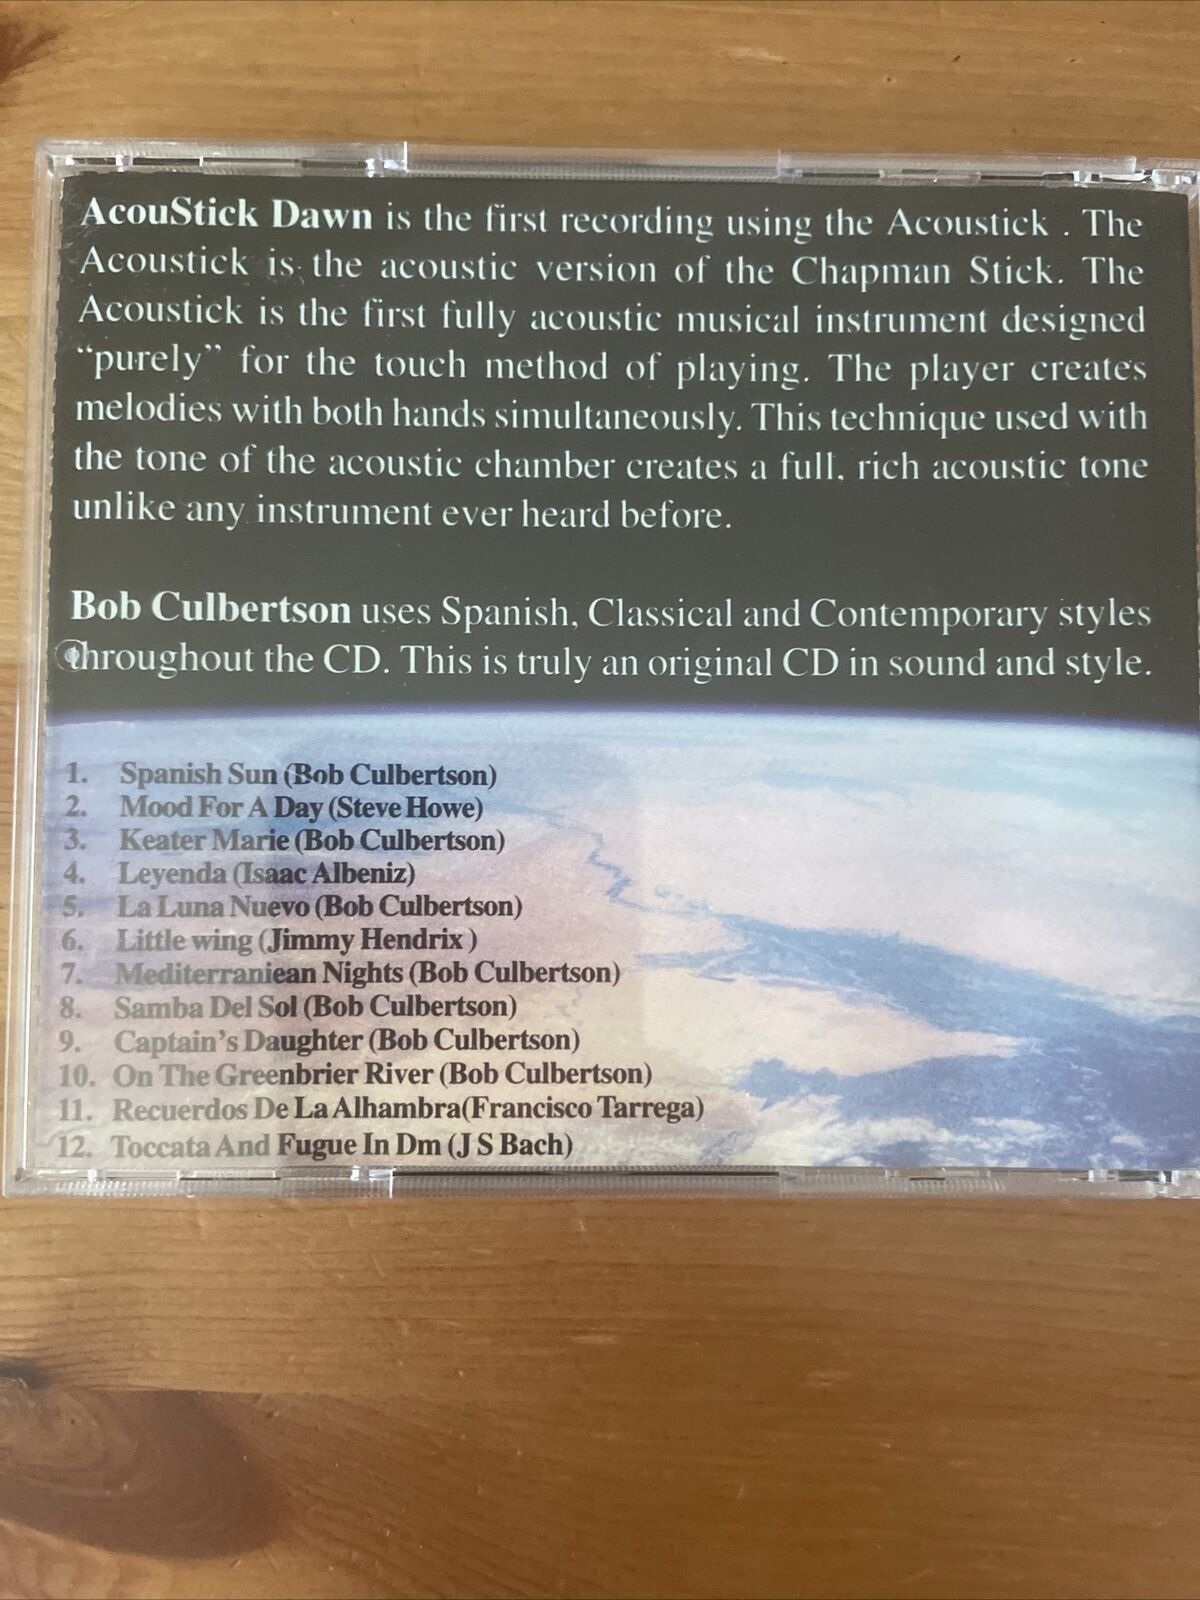 AcouStick Dawn is the first recording using the Acoustick . The
Acoustick is the acoustic version of the Chapman Stick. The
Acoustick is the first fully acoustic musical instrument designed
“purely” for the touch method of playing. The player creates
melodies with both hands simultaneously. This technique used with
the tone of the acoustic chamber creates a full, rich acoustic tone
unlike any instrument ever heard before.
Bob Culbertson uses Spanish, Classical and Contemporary styles
throughout the CD. This is truly an original CD in sound and style.
1. Spanish Sun (Bob Culbertson)
2. Mood For A Day (Steve Howe)
3. Keater Marie (Bob Culbertson)
4. Leyenda (Isaac Albeniz)
5. La Luna Nuevo (Bob Culbertson)
6. Little wing (Jimmy Hendrix )
7. Mediterraniean Nights (Bob Culbertson)
8. Samba Del Sol (Bob Culbertson)
9. Captain’s Daughter (Bob Culbertson)
10. On The Greenbrier River (Bob Culbertson)
11. Recuerdos De La Alhambra(Francisco Tarrega)
12. Toccata And Fugue In Dm (J S Bach)